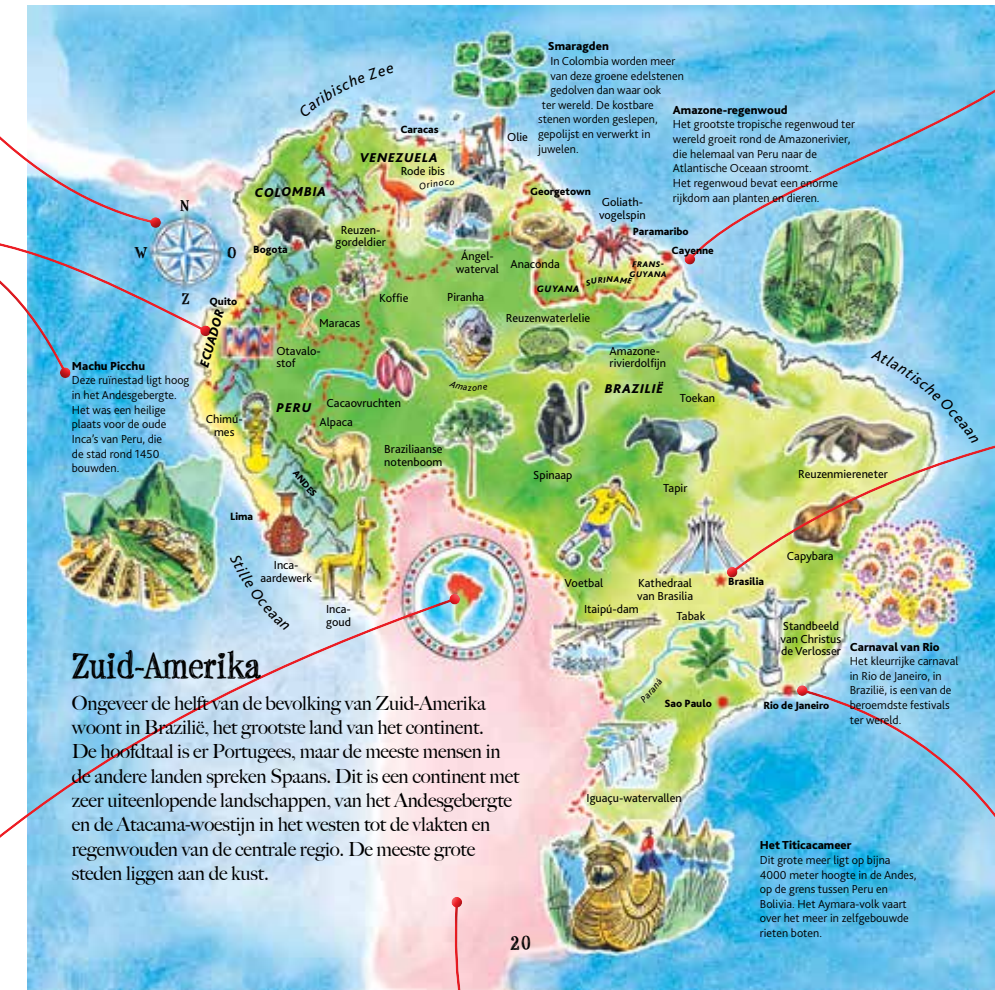 Smaragden
In Colombia worden meer
van deze groene edelstenen
gedolven dan waar ook
ter wereld. De kostbare
stenen worden geslepen,
gepolijst en verwerkt in
juwelen.
Amazone-regenwoud
Het grootste tropische regenwoud ter
wereld groeit rond de Amazonerivier,
die helemaal van Peru naar de
Atlantische Oceaan stroomt.
Het regenwoud bevat een enorme
rijkdom aan planten en dieren.
Caribische Zee
Caracas
Olie
VENEZUELA
Rode ibis
Orinoco
COLOMBIA
Georgetown
Goliath-
vogelspin
Paramaribo
Cayenne
N
W
O
Z
Bogota
Reuzen-
gordeldier
Ángel-
waterval
Anaconda
FRANS-
GUYANA
SURINAME
GUYANA
Quito
Koffie
Piranha
Maracas
Reuzenwaterlelie
ECUADOR
Otavalo-
stof
Amazone-
rivierdolfijn
Atlantische Oceaan
Machu Picchu
Deze ruïnestad ligt hoog
in het Andesgebergte.
Het was een heilige
plaats voor de oude
Inca's van Peru, die
de stad rond 1450
bouwden.
Amazone
BRAZILIË
Toekan
PERU
Cacaovruchten
Chimú-
mes
Alpaca
Braziliaanse
notenboom
Spinaap
Tapir
Reuzenmiereneter
ANDES
Lima
Stille Oceaan
Inca-
aardewerk
Inca-
goud
Capybara
Voetbal
Kathedraal
van Brasilia
Brasilia
Itaipú-dam
Tabak
Standbeeld
van Christus
de Verlosser
Carnaval van Rio
Het kleurrijke carnaval
in Rio de Janeiro, in
Brazilië, is een van de
beroemdste festivals
ter wereld.
Paraná
Sao Paulo
Rio de Janeiro
Iguaçu-watervallen
Zuid-Amerika
Ongeveer de helft van de bevolking van Zuid-Amerika
woont in Brazilië, het grootste land van het continent.
De hoofdtaal is er Portugees, maar de meeste mensen in
de andere landen spreken Spaans. Dit is een continent met
zeer uiteenlopende landschappen, van het Andesgebergte
en de Atacama-woestijn in het westen tot de vlakten en
regenwouden van de centrale regio. De meeste grote
steden liggen aan de kust.
Het Titicacameer
Dit grote meer ligt op bijna
4000 meter hoogte in de Andes,
op de grens tussen Peru en
Bolivia. Het Aymara-volk vaart
over het meer in zelfgebouwde
rieten boten.
20